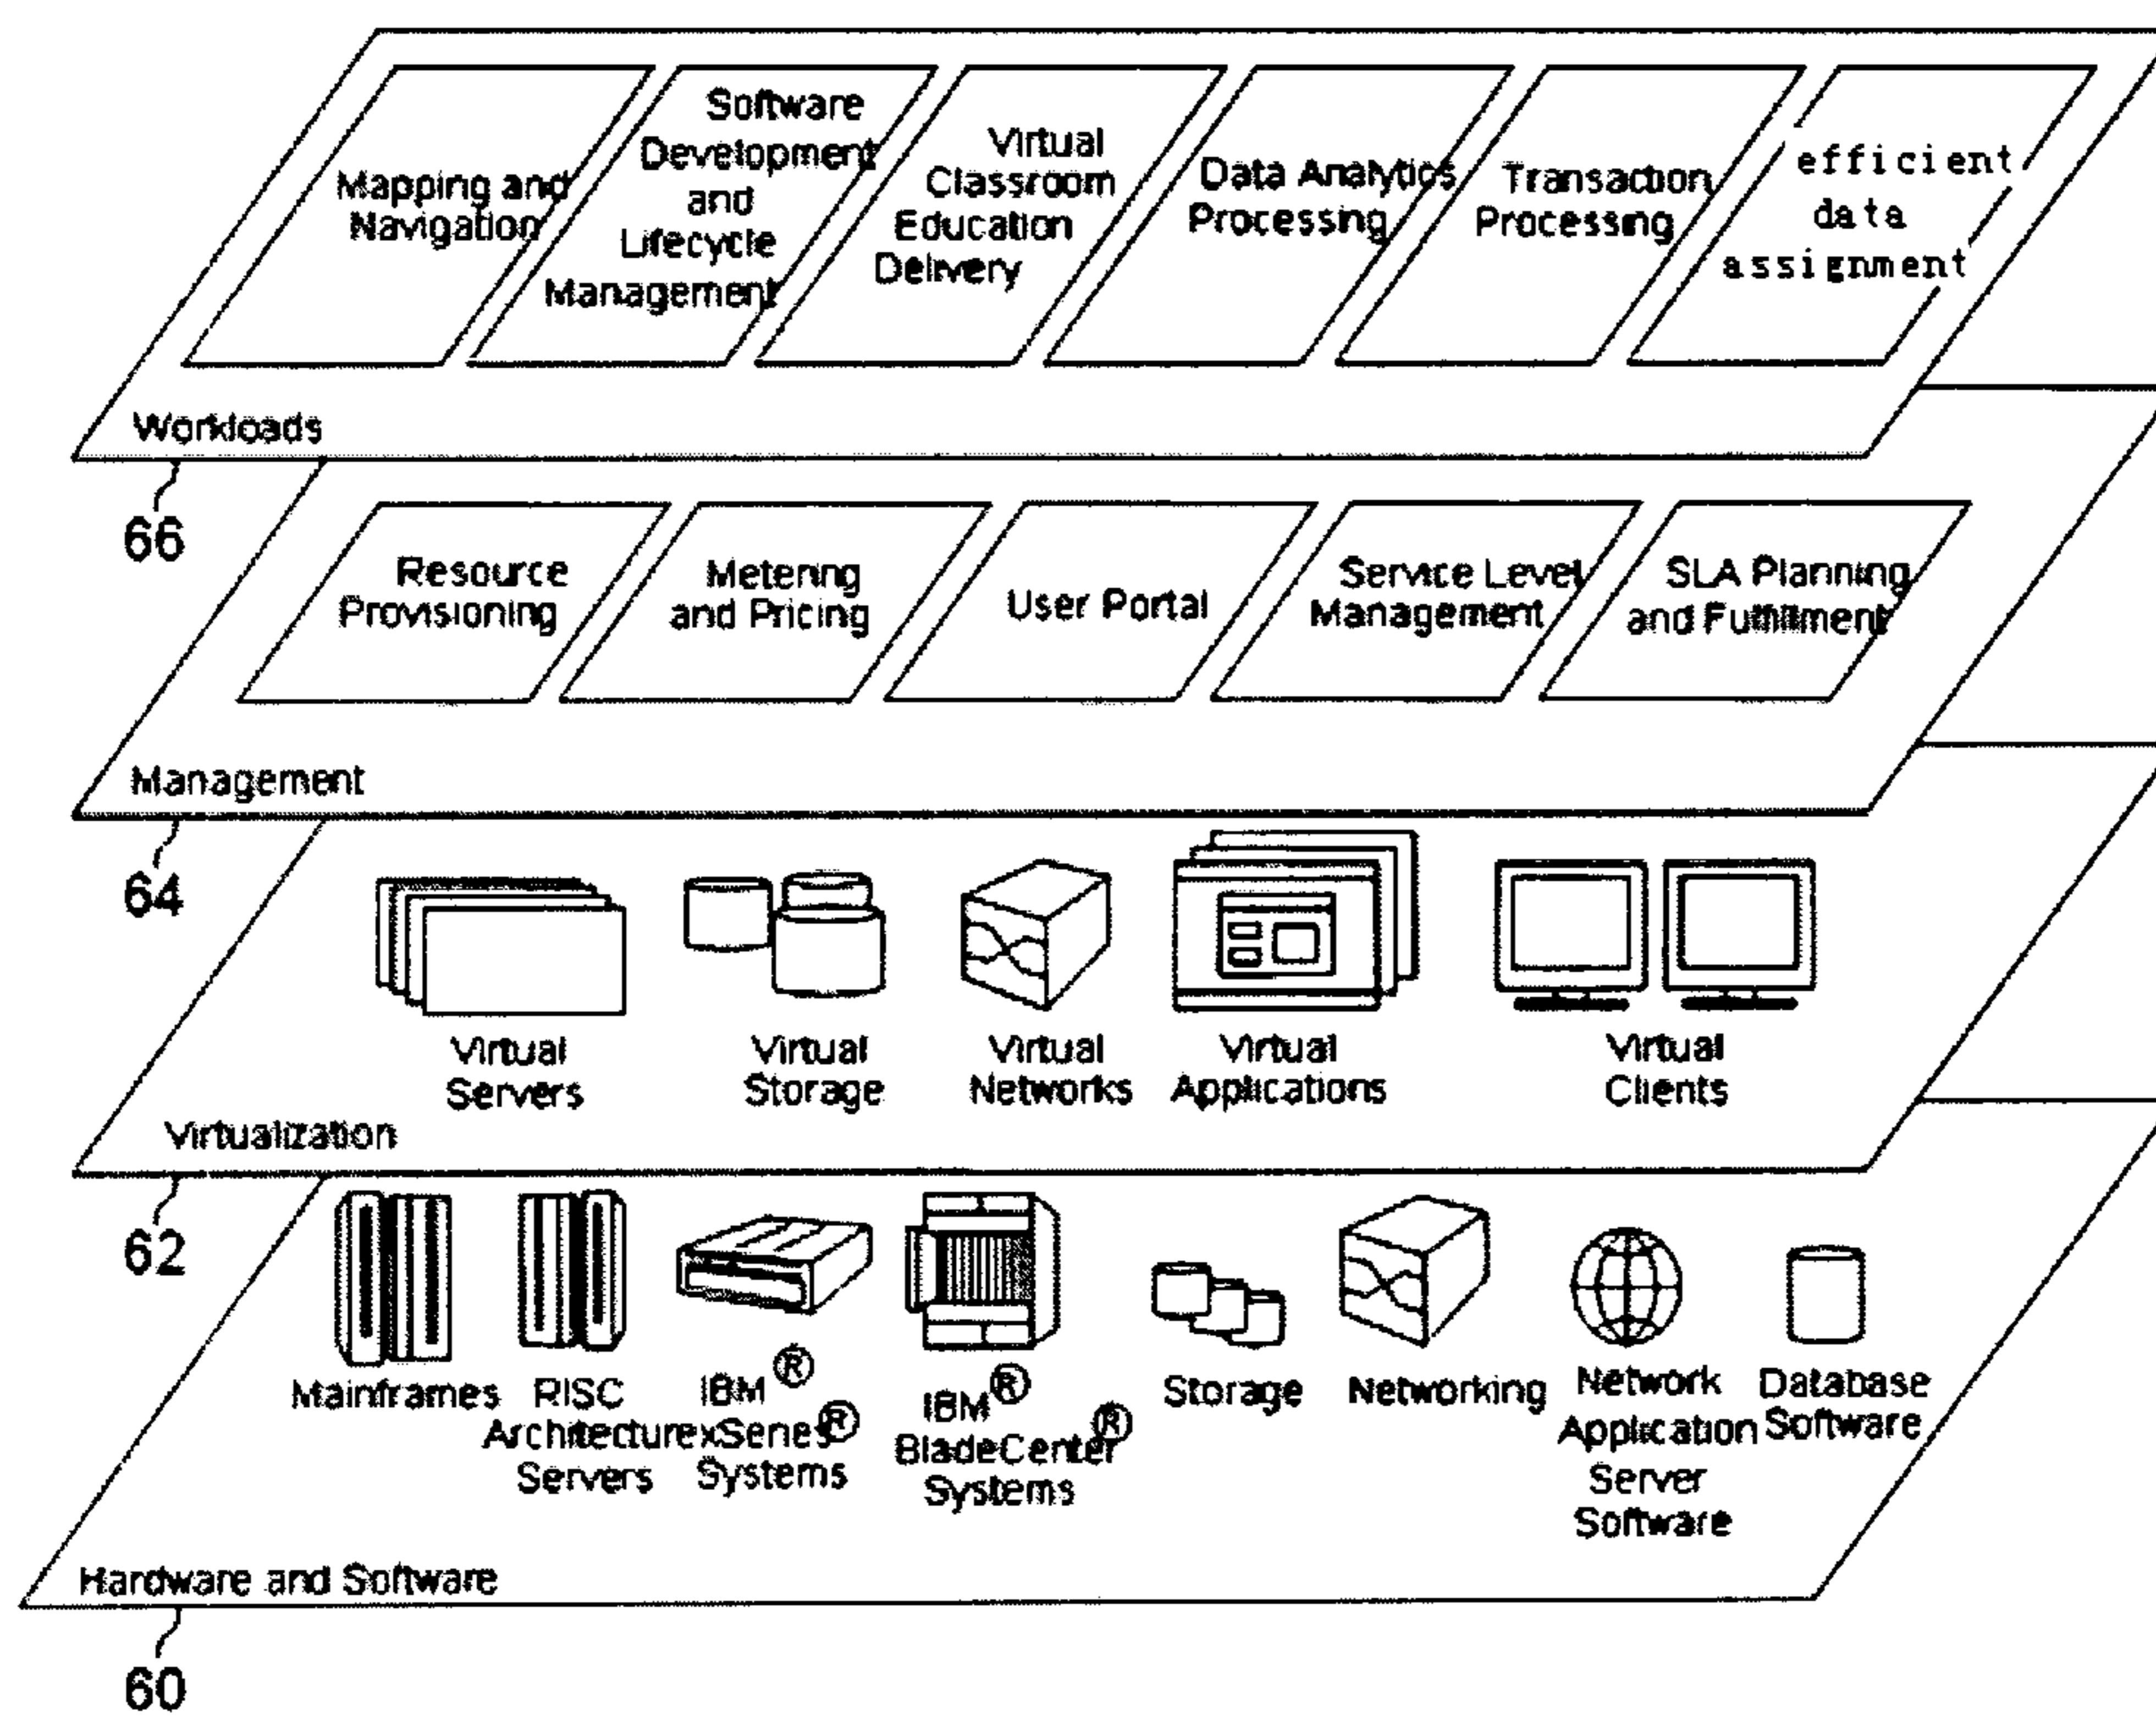 Mapping and
Navigation
Software
Development
and
Lifecycle
Management
Virtual
Classroom
Education
Delivery
Data Analytics
Processing
Transaction
Processing
efficient
data
assignment
Workloads
66
Resource
Provisioning
Metering
and Pricing
User Portal
Service Level
Management
SLA Planning
and Fulfillment
Management
64
Virtual
Servers
Virtual
Storage
Virtual
Networks
Virtual
Applications
Virtual
Clients
Virtualization
62
Mainframes
RISC
Architecture
Servers
IBM®
xSeries®
Systems
IBM®
BladeCenter®
Systems
Storage
Networking
Network
Application
Server
Software
Database
Software
Hardware and Software
60